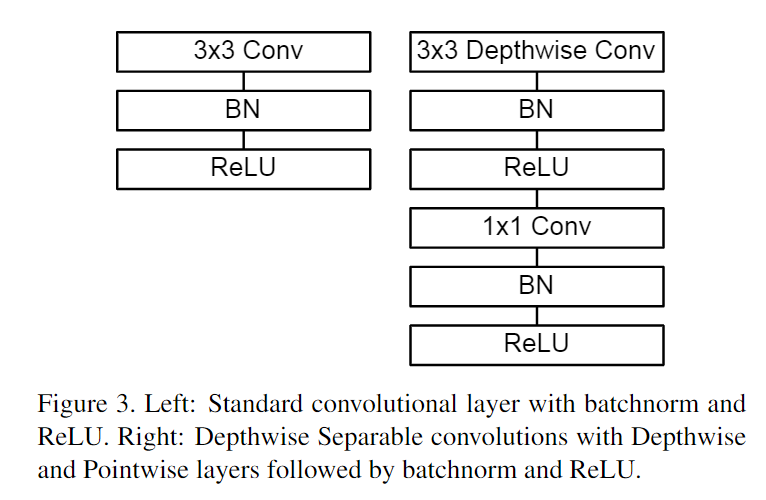 3x3 Conv
BN
ReLU
3x3 Depthwise Conv
BN
ReLU
1x1 Conv
BN
ReLU
Figure 3. Left: Standard convolutional layer with batchnorm and
ReLU. Right: Depthwise Separable convolutions with Depthwise
and Pointwise layers followed by batchnorm and ReLU.